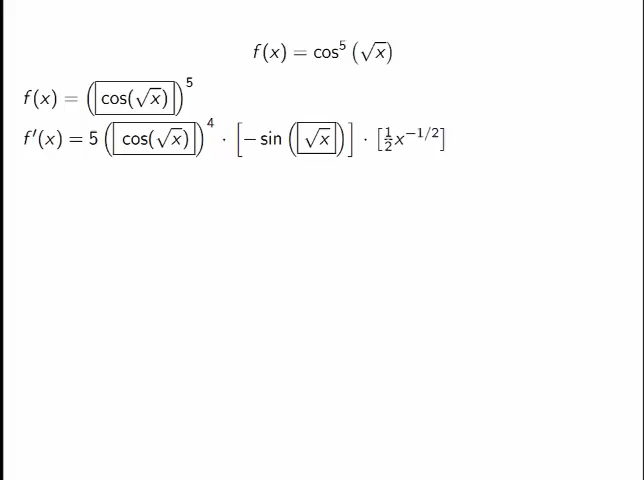 f(x) = cos⁵ (√x)
f(x) = (cos(√x))⁵
f′(x) = 5 (cos(√x))⁴ · [− sin (√x)] · [½x⁻¹/²]